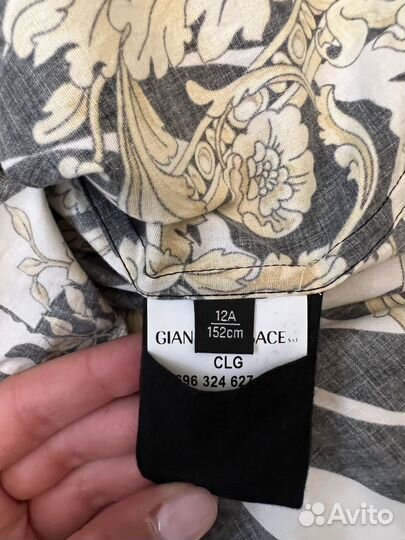 12A
152cm
GIAN ACE S.r.l
CLG
696 324 627
Avito